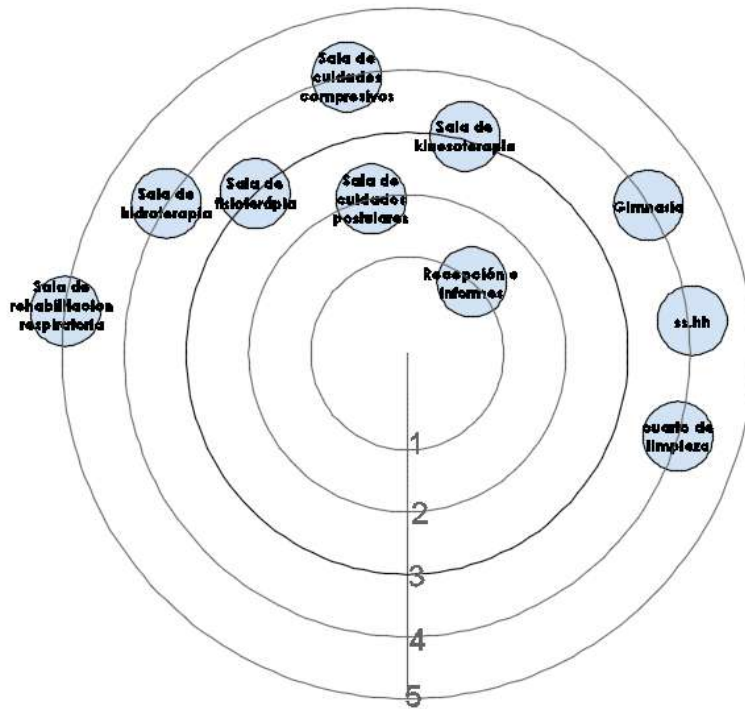 Sala de
cuidados
compresivos
Sala de
kinesoterapia
Sala de
hidroterapia
Sala de
fisioterápia
Sala de
cuidados
postulares
Gimnasia
Recepción e
informes
Sala de
rehabilitacion
respiratoria
ss.hh
cuarto de
limpieza
1
2
3
4
5